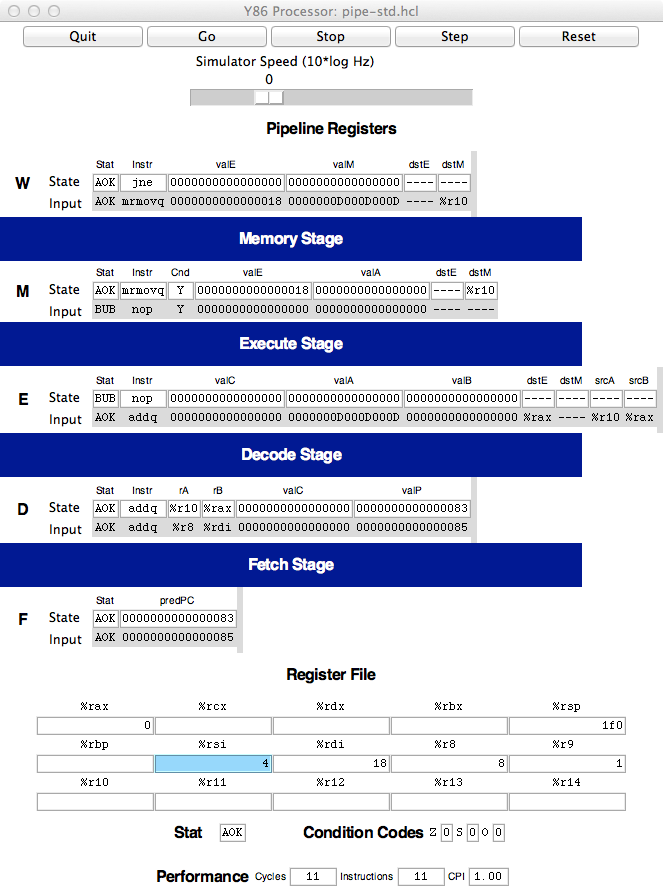 Y86 Processor: pipe-std.hcl
Quit Go Stop Step Reset
Simulator Speed (10*log Hz)
0
Pipeline Registers
Stat Instr valE valM dstE dstM
W State AOK jne 0000000000000000 0000000000000000 ---- ----
Input AOK mrmovq 0000000000000018 0000000D000D000D ---- %r10
Memory Stage
Stat Instr Cnd valE valA dstE dstM
M State AOK mrmovq Y 0000000000000018 0000000000000000 ---- %r10
Input BUB nop Y 0000000000000000 0000000000000000 ---- ----
Execute Stage
Stat Instr valC valA valB dstE dstM srcA srcB
E State BUB nop 0000000000000000 0000000000000000 0000000000000000 ---- ---- ---- ----
Input AOK addq 0000000000000000 0000000D000D000D 0000000000000000 %rax ---- %r10 %rax
Decode Stage
Stat Instr rA rB valC valP
D State AOK addq %r10 %rax 0000000000000000 0000000000000083
Input AOK addq %r8 %rdi 0000000000000000 0000000000000085
Fetch Stage
Stat predPC
F State AOK 0000000000000083
Input AOK 0000000000000085
Register File
%rax %rcx %rdx %rbx %rsp
0 1f0
%rbp %rsi %rdi %r8 %r9
4 18 8 1
%r10 %r11 %r12 %r13 %r14
Stat AOK Condition Codes Z 0 S 0 O 0
Performance Cycles 11 Instructions 11 CPI 1.00